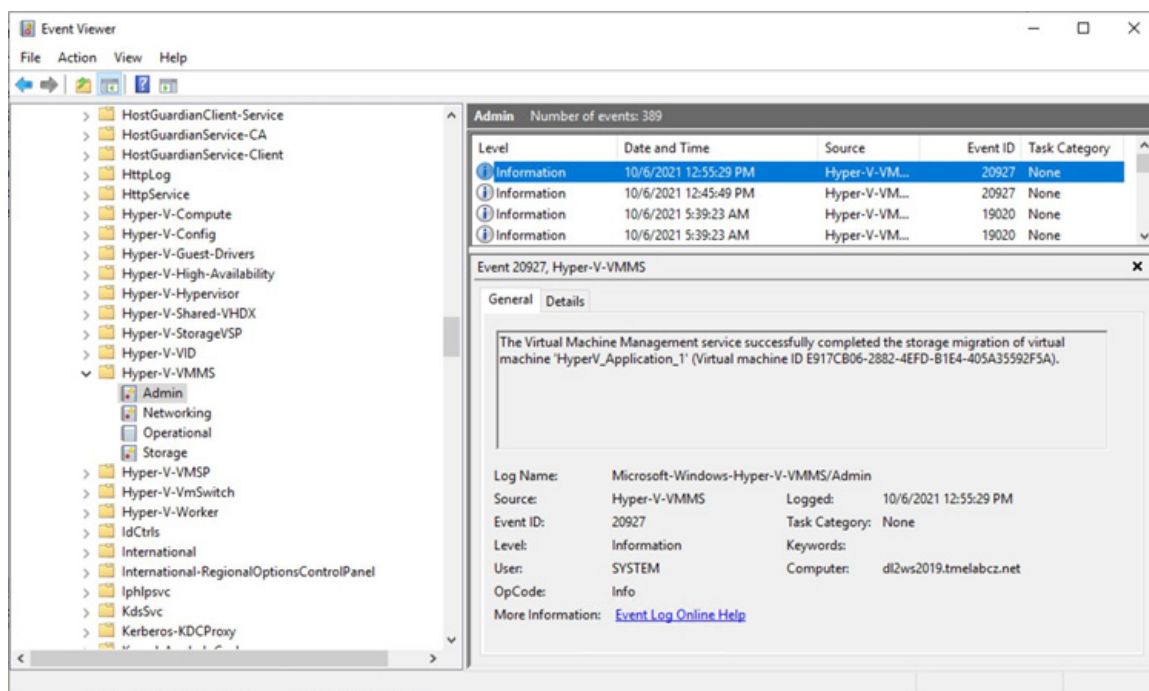 Event Viewer
File Action View Help
HostGuardianClient-Service
HostGuardianService-CA
HostGuardianService-Client
HttpLog
HttpService
Hyper-V-Compute
Hyper-V-Config
Hyper-V-Guest-Drivers
Hyper-V-High-Availability
Hyper-V-Hypervisor
Hyper-V-Shared-VHDX
Hyper-V-StorageVSP
Hyper-V-VID
Hyper-V-VMMS
Admin
Networking
Operational
Storage
Hyper-V-VMSP
Hyper-V-VmSwitch
Hyper-V-Worker
IdCtrls
International
International-RegionalOptionsControlPanel
Iphlpsvc
KdsSvc
Kerberos-KDCProxy
Admin Number of events: 389
Level Date and Time Source Event ID Task Category
Information 10/6/2021 12:55:29 PM Hyper-V-VM... 20927 None
Information 10/6/2021 12:45:49 PM Hyper-V-VM... 20927 None
Information 10/6/2021 5:39:23 AM Hyper-V-VM... 19020 None
Information 10/6/2021 5:39:23 AM Hyper-V-VM... 19020 None
Event 20927, Hyper-V-VMMS
General Details
The Virtual Machine Management service successfully completed the storage migration of virtual
machine 'HyperV_Application_1' (Virtual machine ID E917CB06-2882-4EFD-B1E4-405A35592F5A).
Log Name: Microsoft-Windows-Hyper-V-VMMS/Admin
Source: Hyper-V-VMMS Logged: 10/6/2021 12:55:29 PM
Event ID: 20927 Task Category: None
Level: Information Keywords:
User: SYSTEM Computer: dl2ws2019.tmelabcz.net
OpCode: Info
More Information: Event Log Online Help